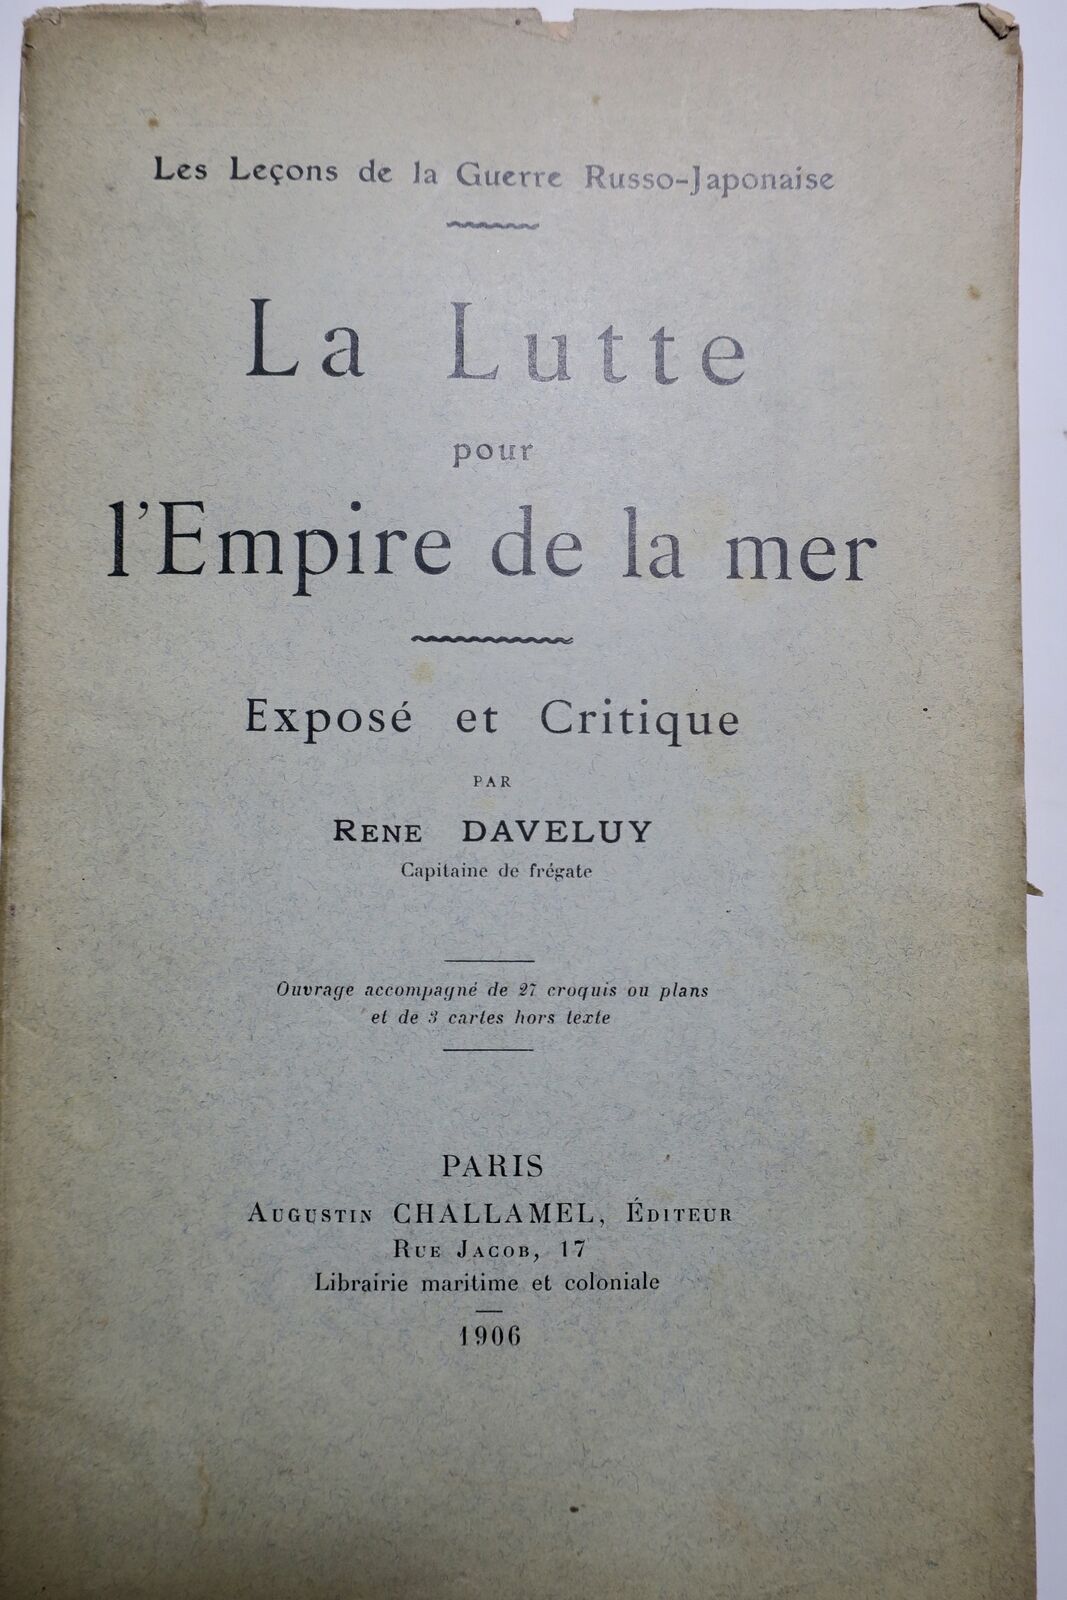 Les Leçons de la Guerre Russo-Japonaise
La Lutte
pour
l'Empire de la mer
Exposé et Critique
PAR
RENE DAVELUY
Capitaine de frégate
Ouvrage accompagné de 27 croquis ou plans
et de 3 cartes hors texte
PARIS
AUGUSTIN CHALLAMEL, ÉDITEUR
RUE JACOB, 17
Librairie maritime et coloniale
1906